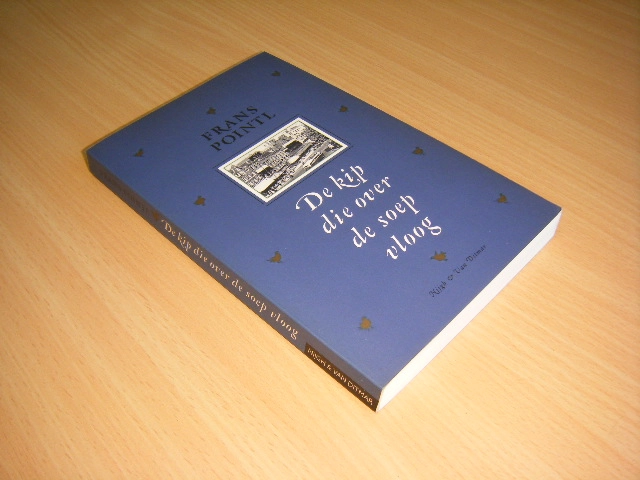 FRANS
POINTL
De kip
die over
de soep
vloog
Nijgh & Van Ditmar
De kip die over de soep vloog
NIJGH & VAN DITMAR